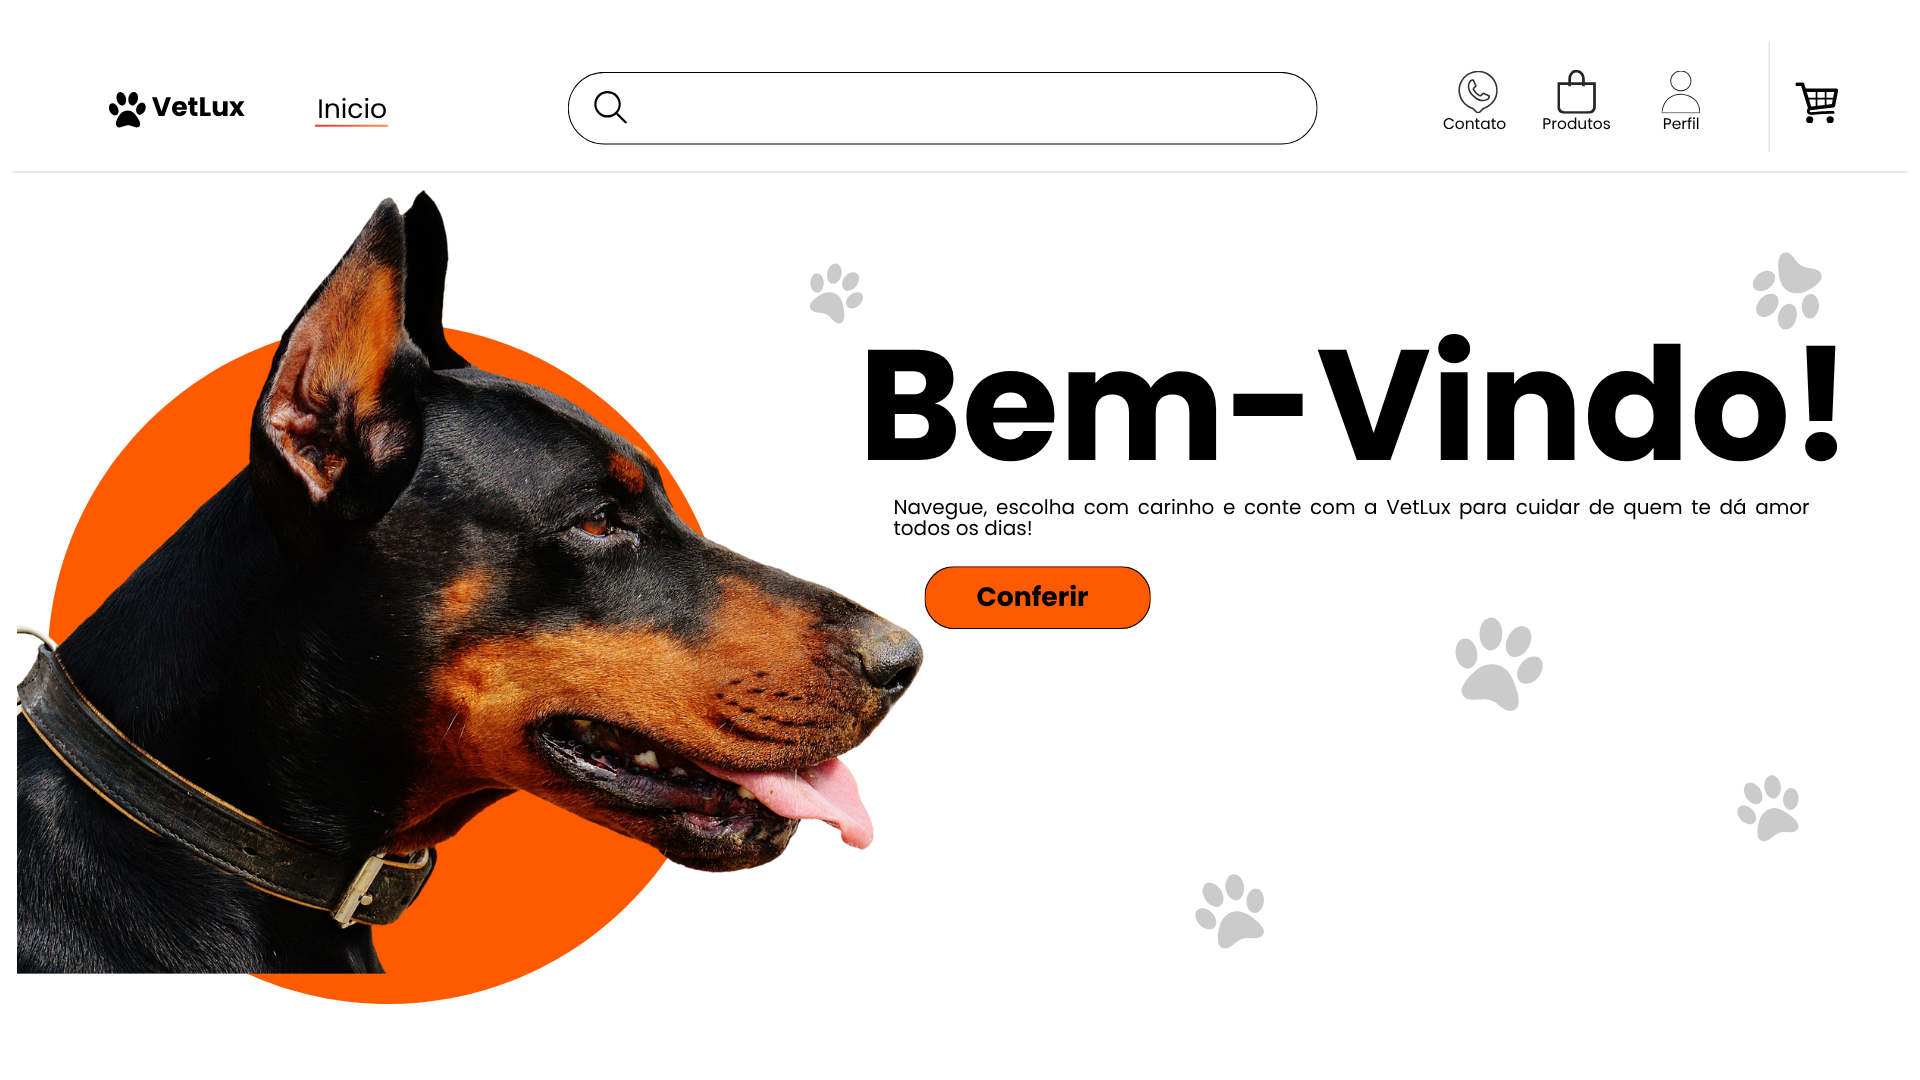 VetLux
Inicio
Contato
Produtos
Perfil
Bem-Vindo!
Navegue, escolha com carinho e conte com a VetLux para cuidar de quem te dá amor
todos os dias!
Conferir